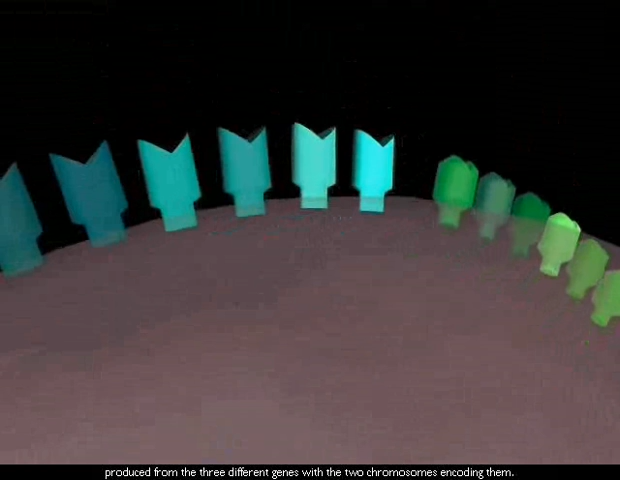 produced from the three different genes with the two chromosomes encoding them.